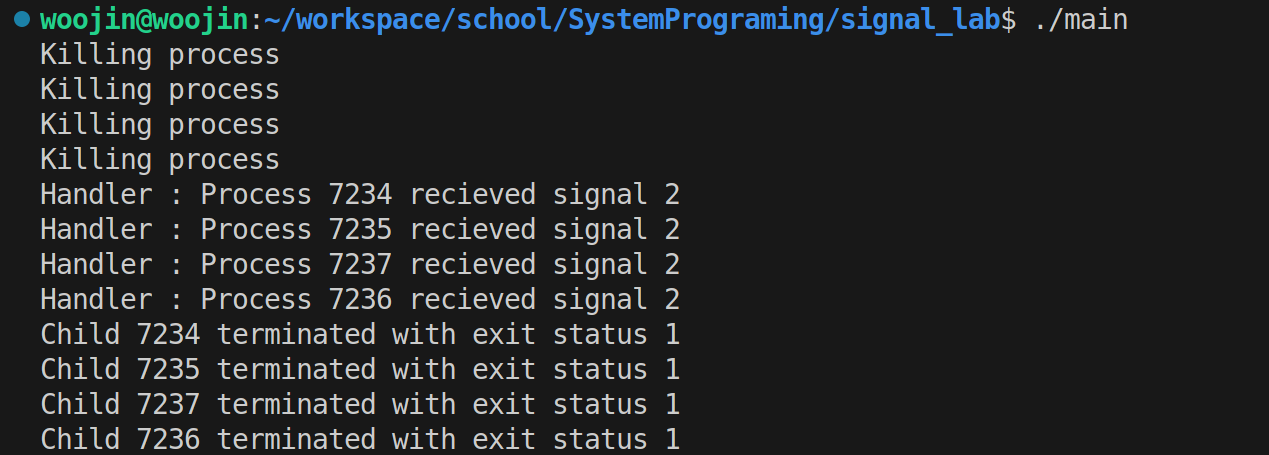 woojin@woojin:~/workspace/school/SystemPrograming/signal_lab$ ./main
Killing process
Killing process
Killing process
Killing process
Handler : Process 7234 recieved signal 2
Handler : Process 7235 recieved signal 2
Handler : Process 7237 recieved signal 2
Handler : Process 7236 recieved signal 2
Child 7234 terminated with exit status 1
Child 7235 terminated with exit status 1
Child 7237 terminated with exit status 1
Child 7236 terminated with exit status 1